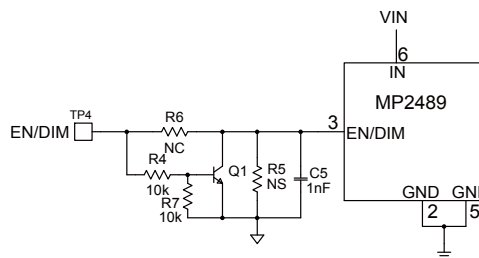 VIN
6
IN
MP2489
TP4
EN/DIM
R6
NC
3
EN/DIM
R4
10k
R7
10k
Q1
R5
NS
C5
1nF
GND
2
GND
5